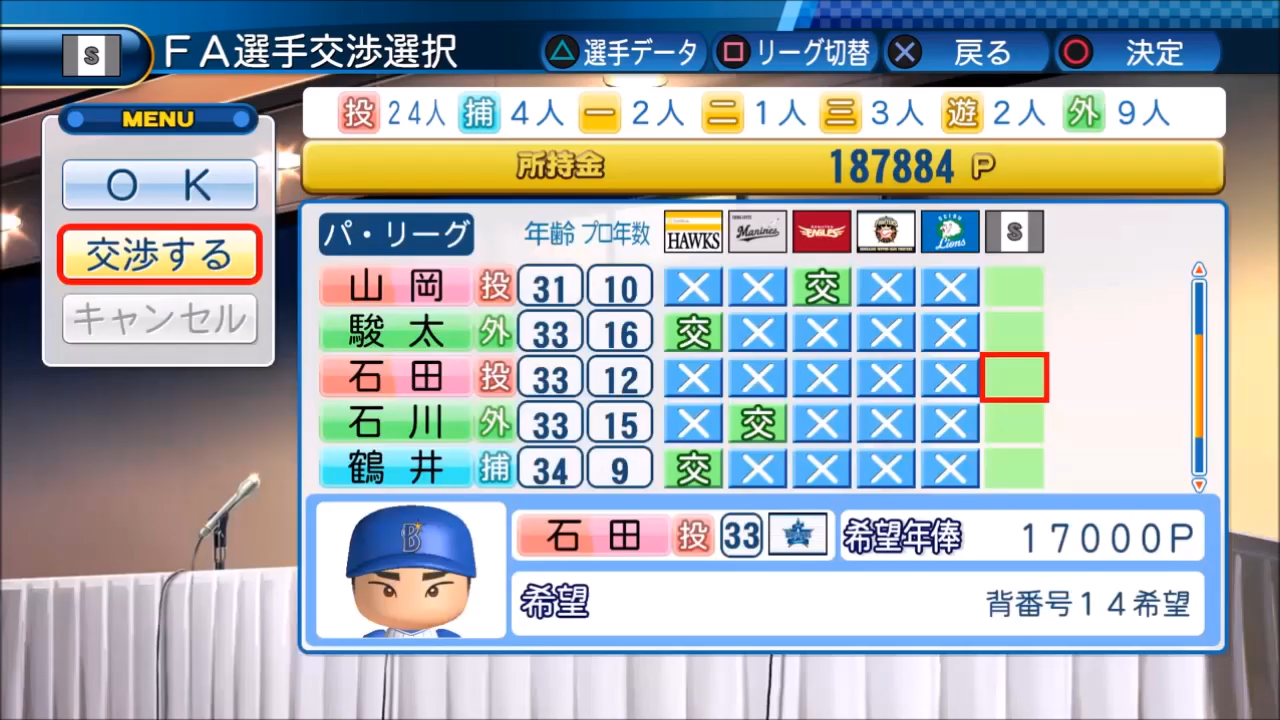 S
FA選手交渉選択
△ 選手データ
□ リーグ切替
× 戻る
○ 決定
MENU
OK
交渉する
キャンセル
投 24人 捕 4人 一 2人 二 1人 三 3人 遊 2人 外 9人
所持金 187884 P
パ・リーグ 年齢 プロ年数 HAWKS Marines EAGLES FIGHTERS SEIBU Lions S
山岡 投 31 10 × × 交 × ×
駿太 外 33 16 交 × × × ×
石田 投 33 12 × × × × ×
石川 外 33 15 × 交 × × ×
鶴井 捕 34 9 交 × × × ×
B
石田 投 33 希望年俸 17000P
希望 背番号14希望